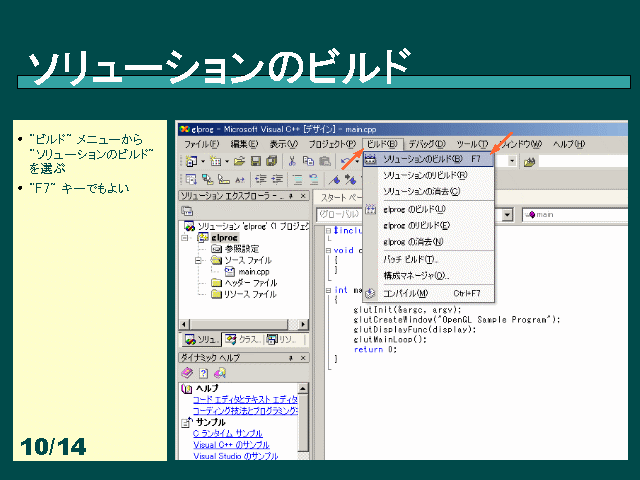 ソリューションのビルド
• “ビルド” メニューから
“ソリューションのビルド”
を選ぶ
• “F7” キーでもよい
10/14
glprog - Microsoft Visual C++ [デザイン] - main.cpp
ファイル(F) 編集(E) 表示(V) プロジェクト(P) ビルド(B) デバッグ(D) ツール(T) ウィンドウ(W) ヘルプ(H)
ソリューションのビルド(B) F7
ソリューションのリビルド(R)
ソリューションの消去(C)
glprog のビルド(U)
glprog のリビルド(E)
glprog の消去(N)
バッチ ビルド(T)...
構成マネージャ(O)...
コンパイル(M) Ctrl+F7
ソリューション エクスプローラ -
ソリューション 'glprog' (1 プロジェク
glprog
参照設定
ソース ファイル
main.cpp
ヘッダー ファイル
リソース ファイル
ソリュ... クラス... リソ...
ダイナミック ヘルプ
ヘルプ
コード エディタとテキスト エディタ
コーディング技法とプログラミング
サンプル
C ランタイム サンプル
Visual C++ のサンプル
Visual Studio のサンプル
スタート ペー
(グローバル)
main
#inclu
void
{
}
int ma
{
glutInit(&argc, argv);
glutCreateWindow("OpenGL Sample Program");
glutDisplayFunc(display);
glutMainLoop();
return 0;
}